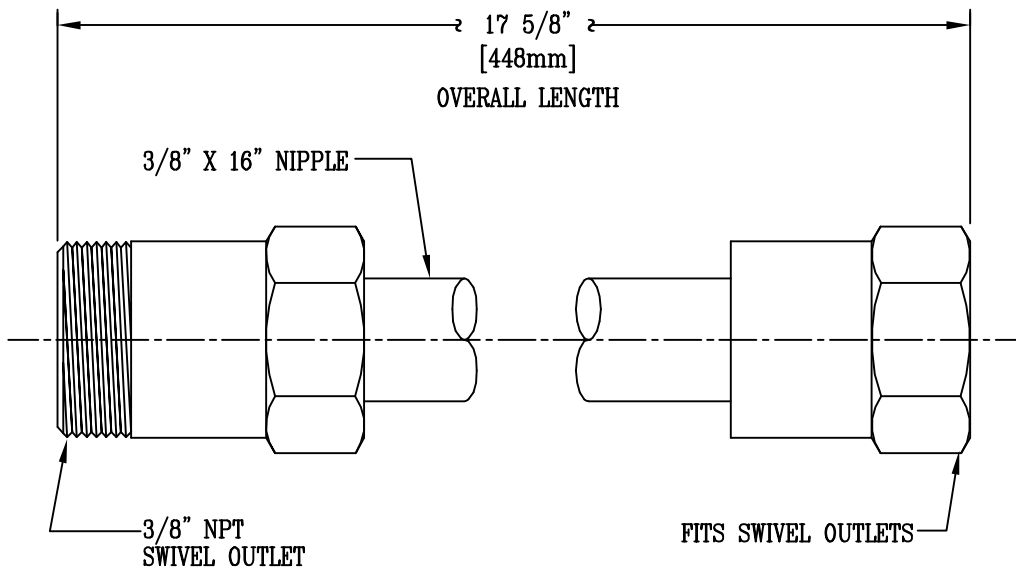 17 5/8"
[448mm]
OVERALL LENGTH
3/8" X 16" NIPPLE
3/8" NPT
SWIVEL OUTLET
FITS SWIVEL OUTLETS